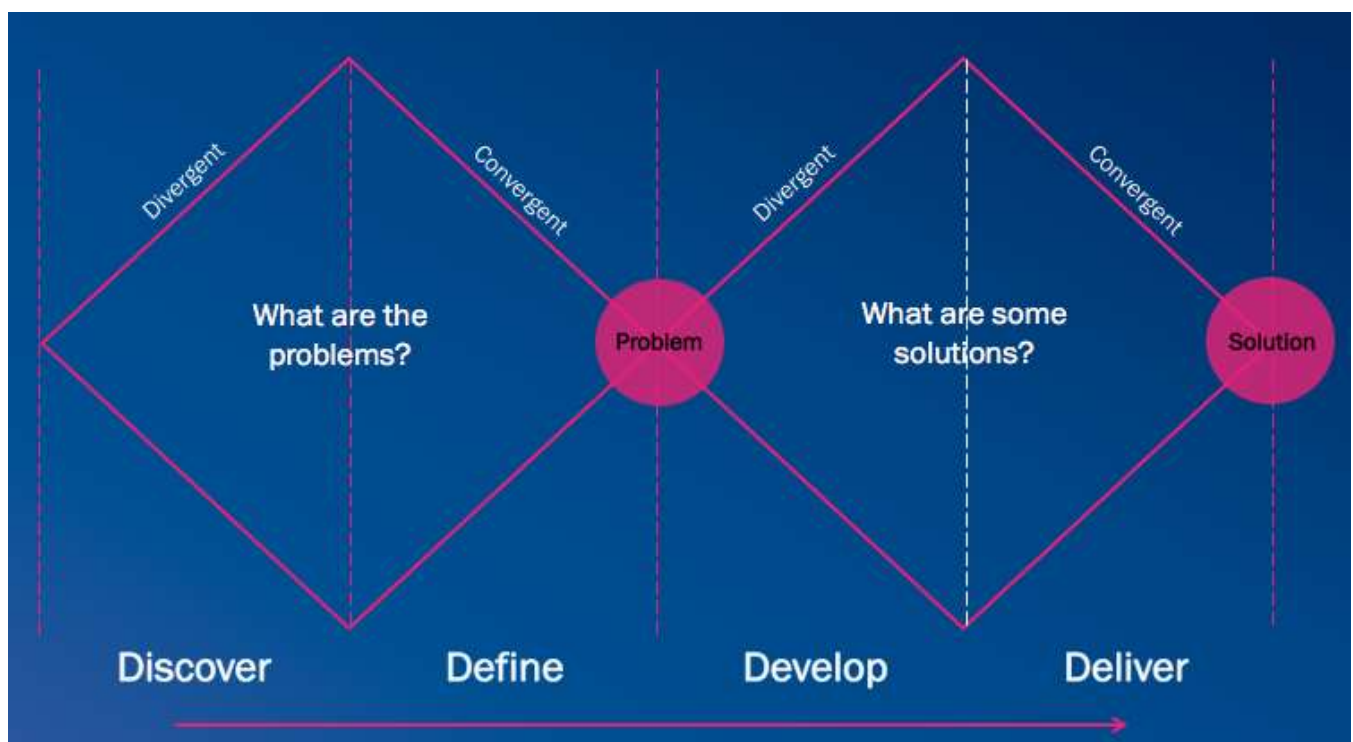 Divergent
Convergent
Divergent
Convergent
What are the
problems?
Problem
What are some
solutions?
Solution
Discover
Define
Develop
Deliver